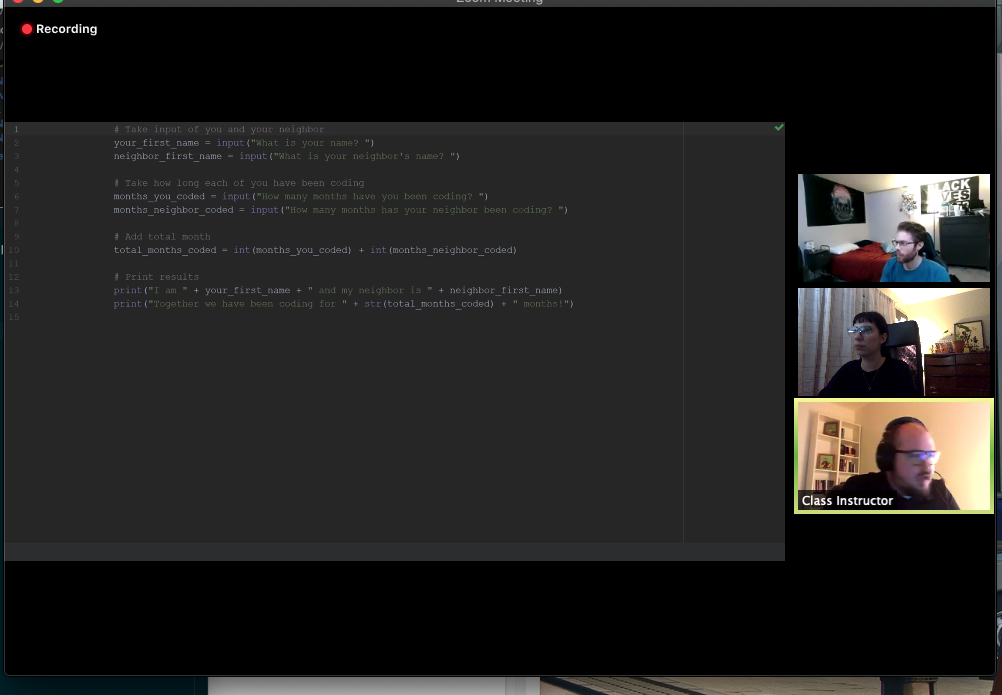 Zoom Meeting
Recording
1 # Take input of you and your neighbor
2 your_first_name = input("What is your name? ")
3 neighbor_first_name = input("What is your neighbor's name? ")
4
5 # Take how long each of you have been coding
6 months_you_coded = input("How many months have you been coding? ")
7 months_neighbor_coded = input("How many months has your neighbor been coding? ")
8
9 # Add total month
10 total_months_coded = int(months_you_coded) + int(months_neighbor_coded)
11
12 # Print results
13 print("I am " + your_first_name + " and my neighbor is " + neighbor_first_name)
14 print("Together we have been coding for " + str(total_months_coded) + " months!")
15
BLACK
LIVES
Class Instructor